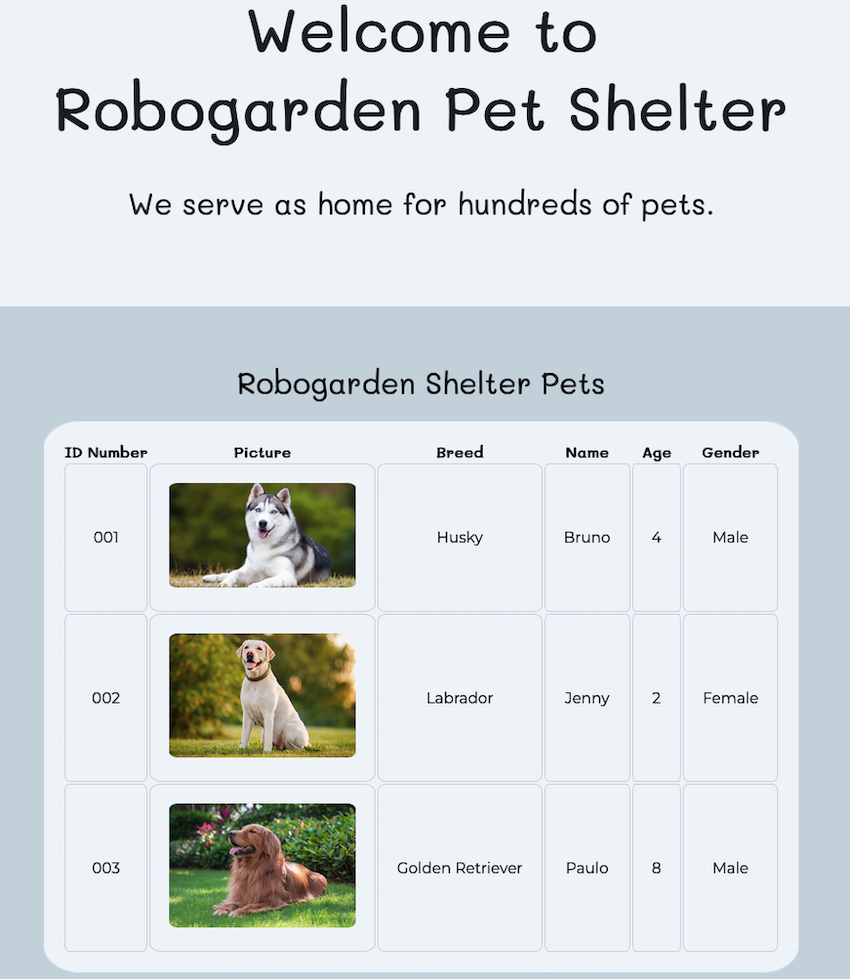 Welcome to
Robogarden Pet Shelter
We serve as home for hundreds of pets.
Robogarden Shelter Pets
ID Number Picture Breed Name Age Gender
001 Husky Bruno 4 Male
002 Labrador Jenny 2 Female
003 Golden Retriever Paulo 8 Male